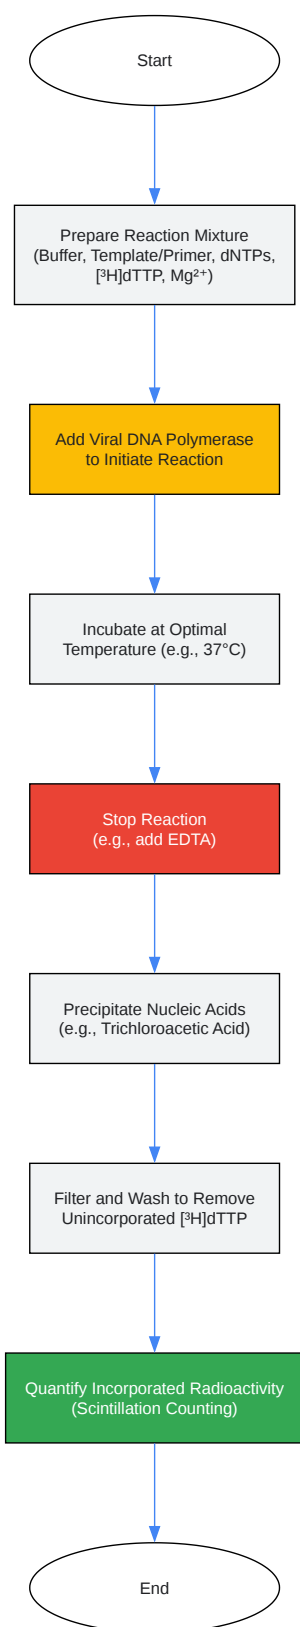 Start
Prepare Reaction Mixture
(Buffer, Template/Primer, dNTPs,
[³H]dTTP, Mg²⁺)
Add Viral DNA Polymerase
to Initiate Reaction
Incubate at Optimal
Temperature (e.g., 37°C)
Stop Reaction
(e.g., add EDTA)
Precipitate Nucleic Acids
(e.g., Trichloroacetic Acid)
Filter and Wash to Remove
Unincorporated [³H]dTTP
Quantify Incorporated Radioactivity
(Scintillation Counting)
End